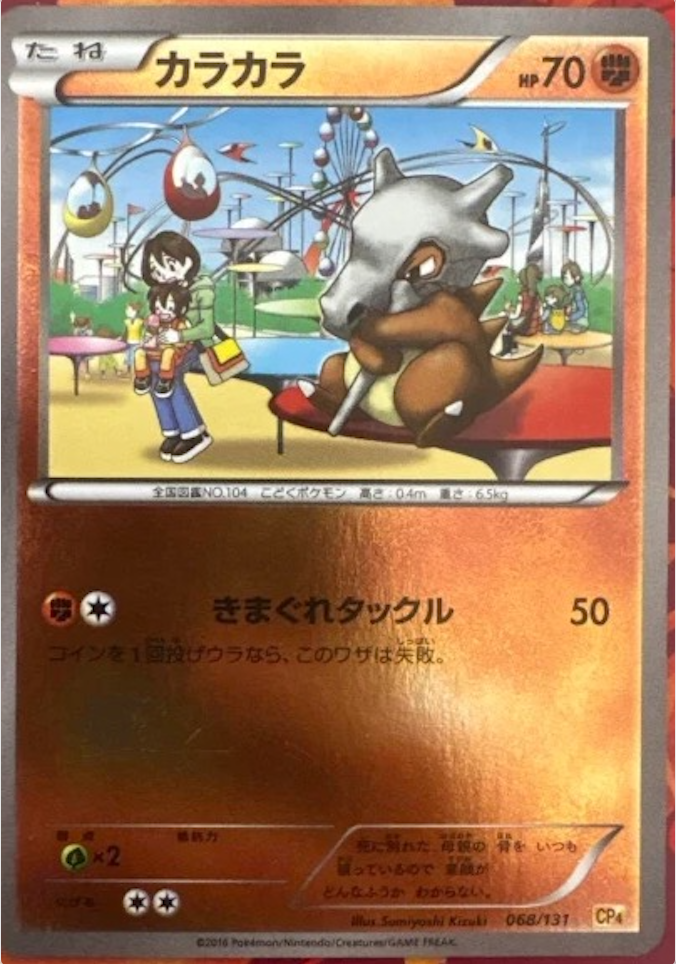 たね カラカラ HP70
全国図鑑NO.104 こどくポケモン 高さ:0.4m 重さ:6.5kg
きまぐれタックル 50
コインを1回投げウラなら、このワザは失敗。
弱点 抵抗力
×2
にげる
死に別れた 母親の 骨を いつも
被っているので 素顔が
どんなふうか わからない。
Illus. Sumiyoshi Kizuki 068/131 CP4
©2016 Pokémon/Nintendo/Creatures/GAME FREAK.